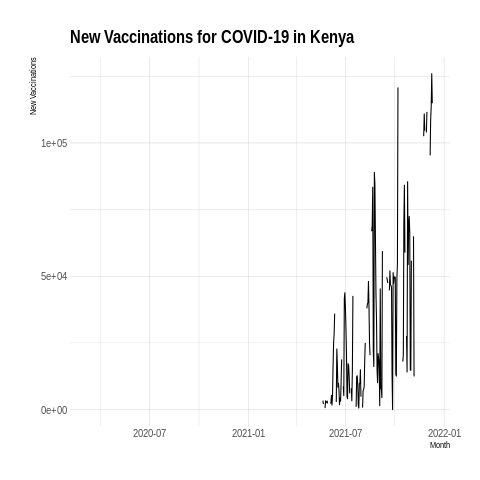 New Vaccinations for COVID-19 in Kenya
New Vaccinations
1e+05
5e+04
0e+00
2020-07 2021-01 2021-07 2022-01
Month